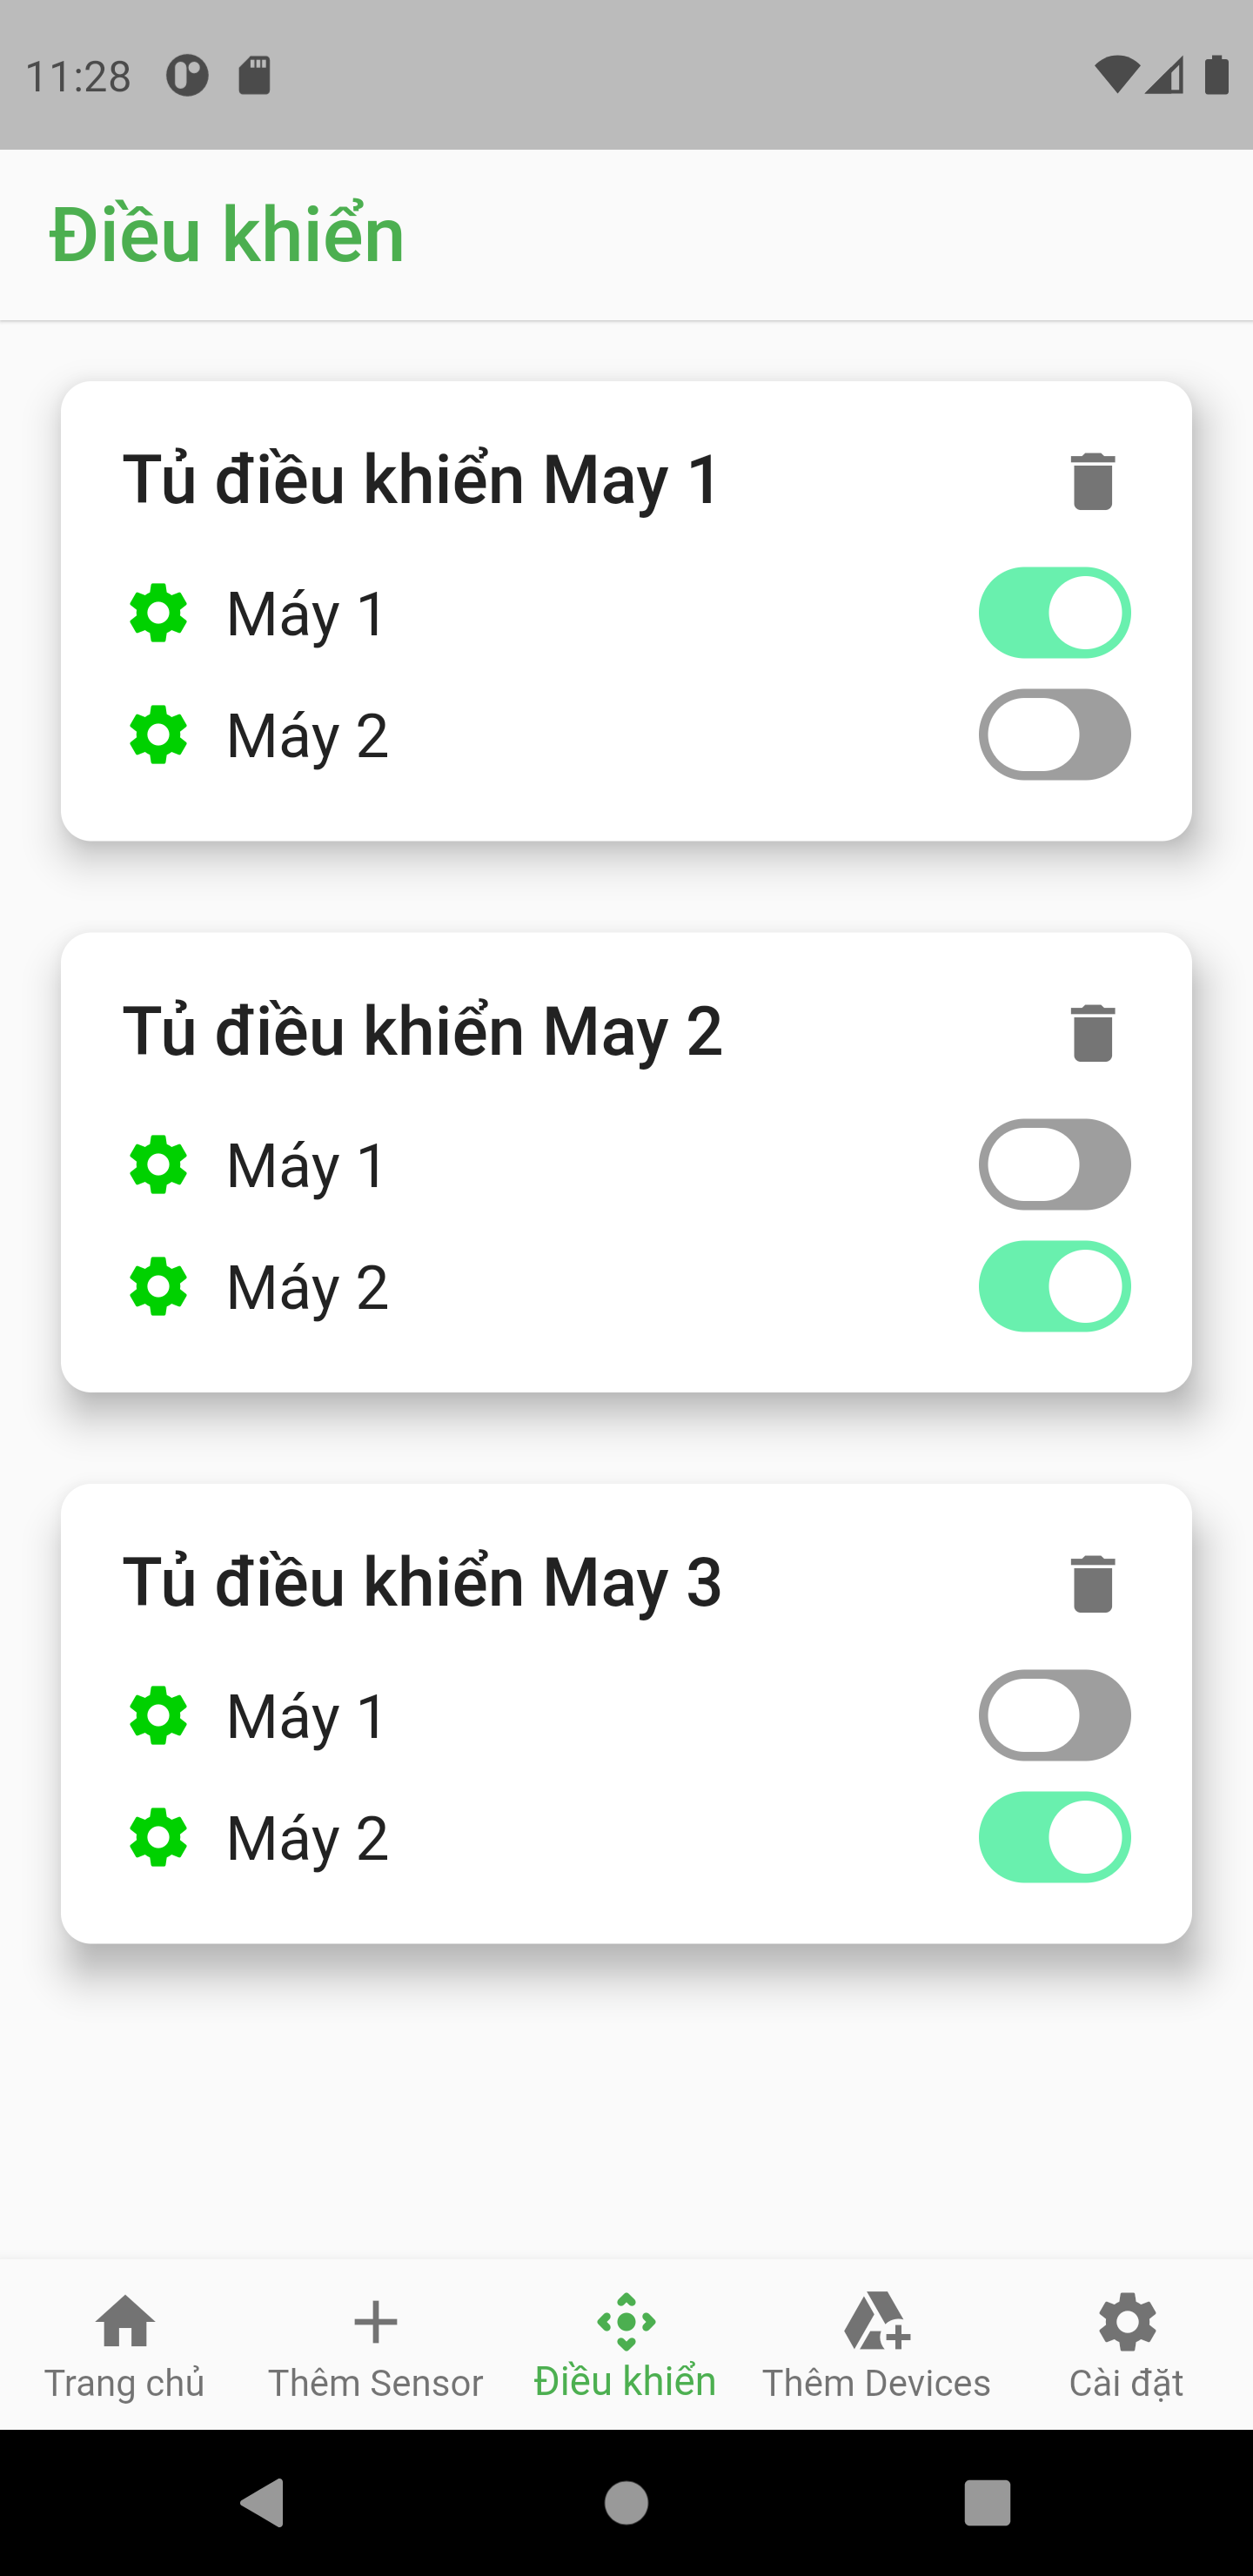 11:28
Điều khiển
Tủ điều khiển May 1
Máy 1
Máy 2
Tủ điều khiển May 2
Máy 1
Máy 2
Tủ điều khiển May 3
Máy 1
Máy 2
Trang chủ Thêm Sensor Điều khiển Thêm Devices Cài đặt